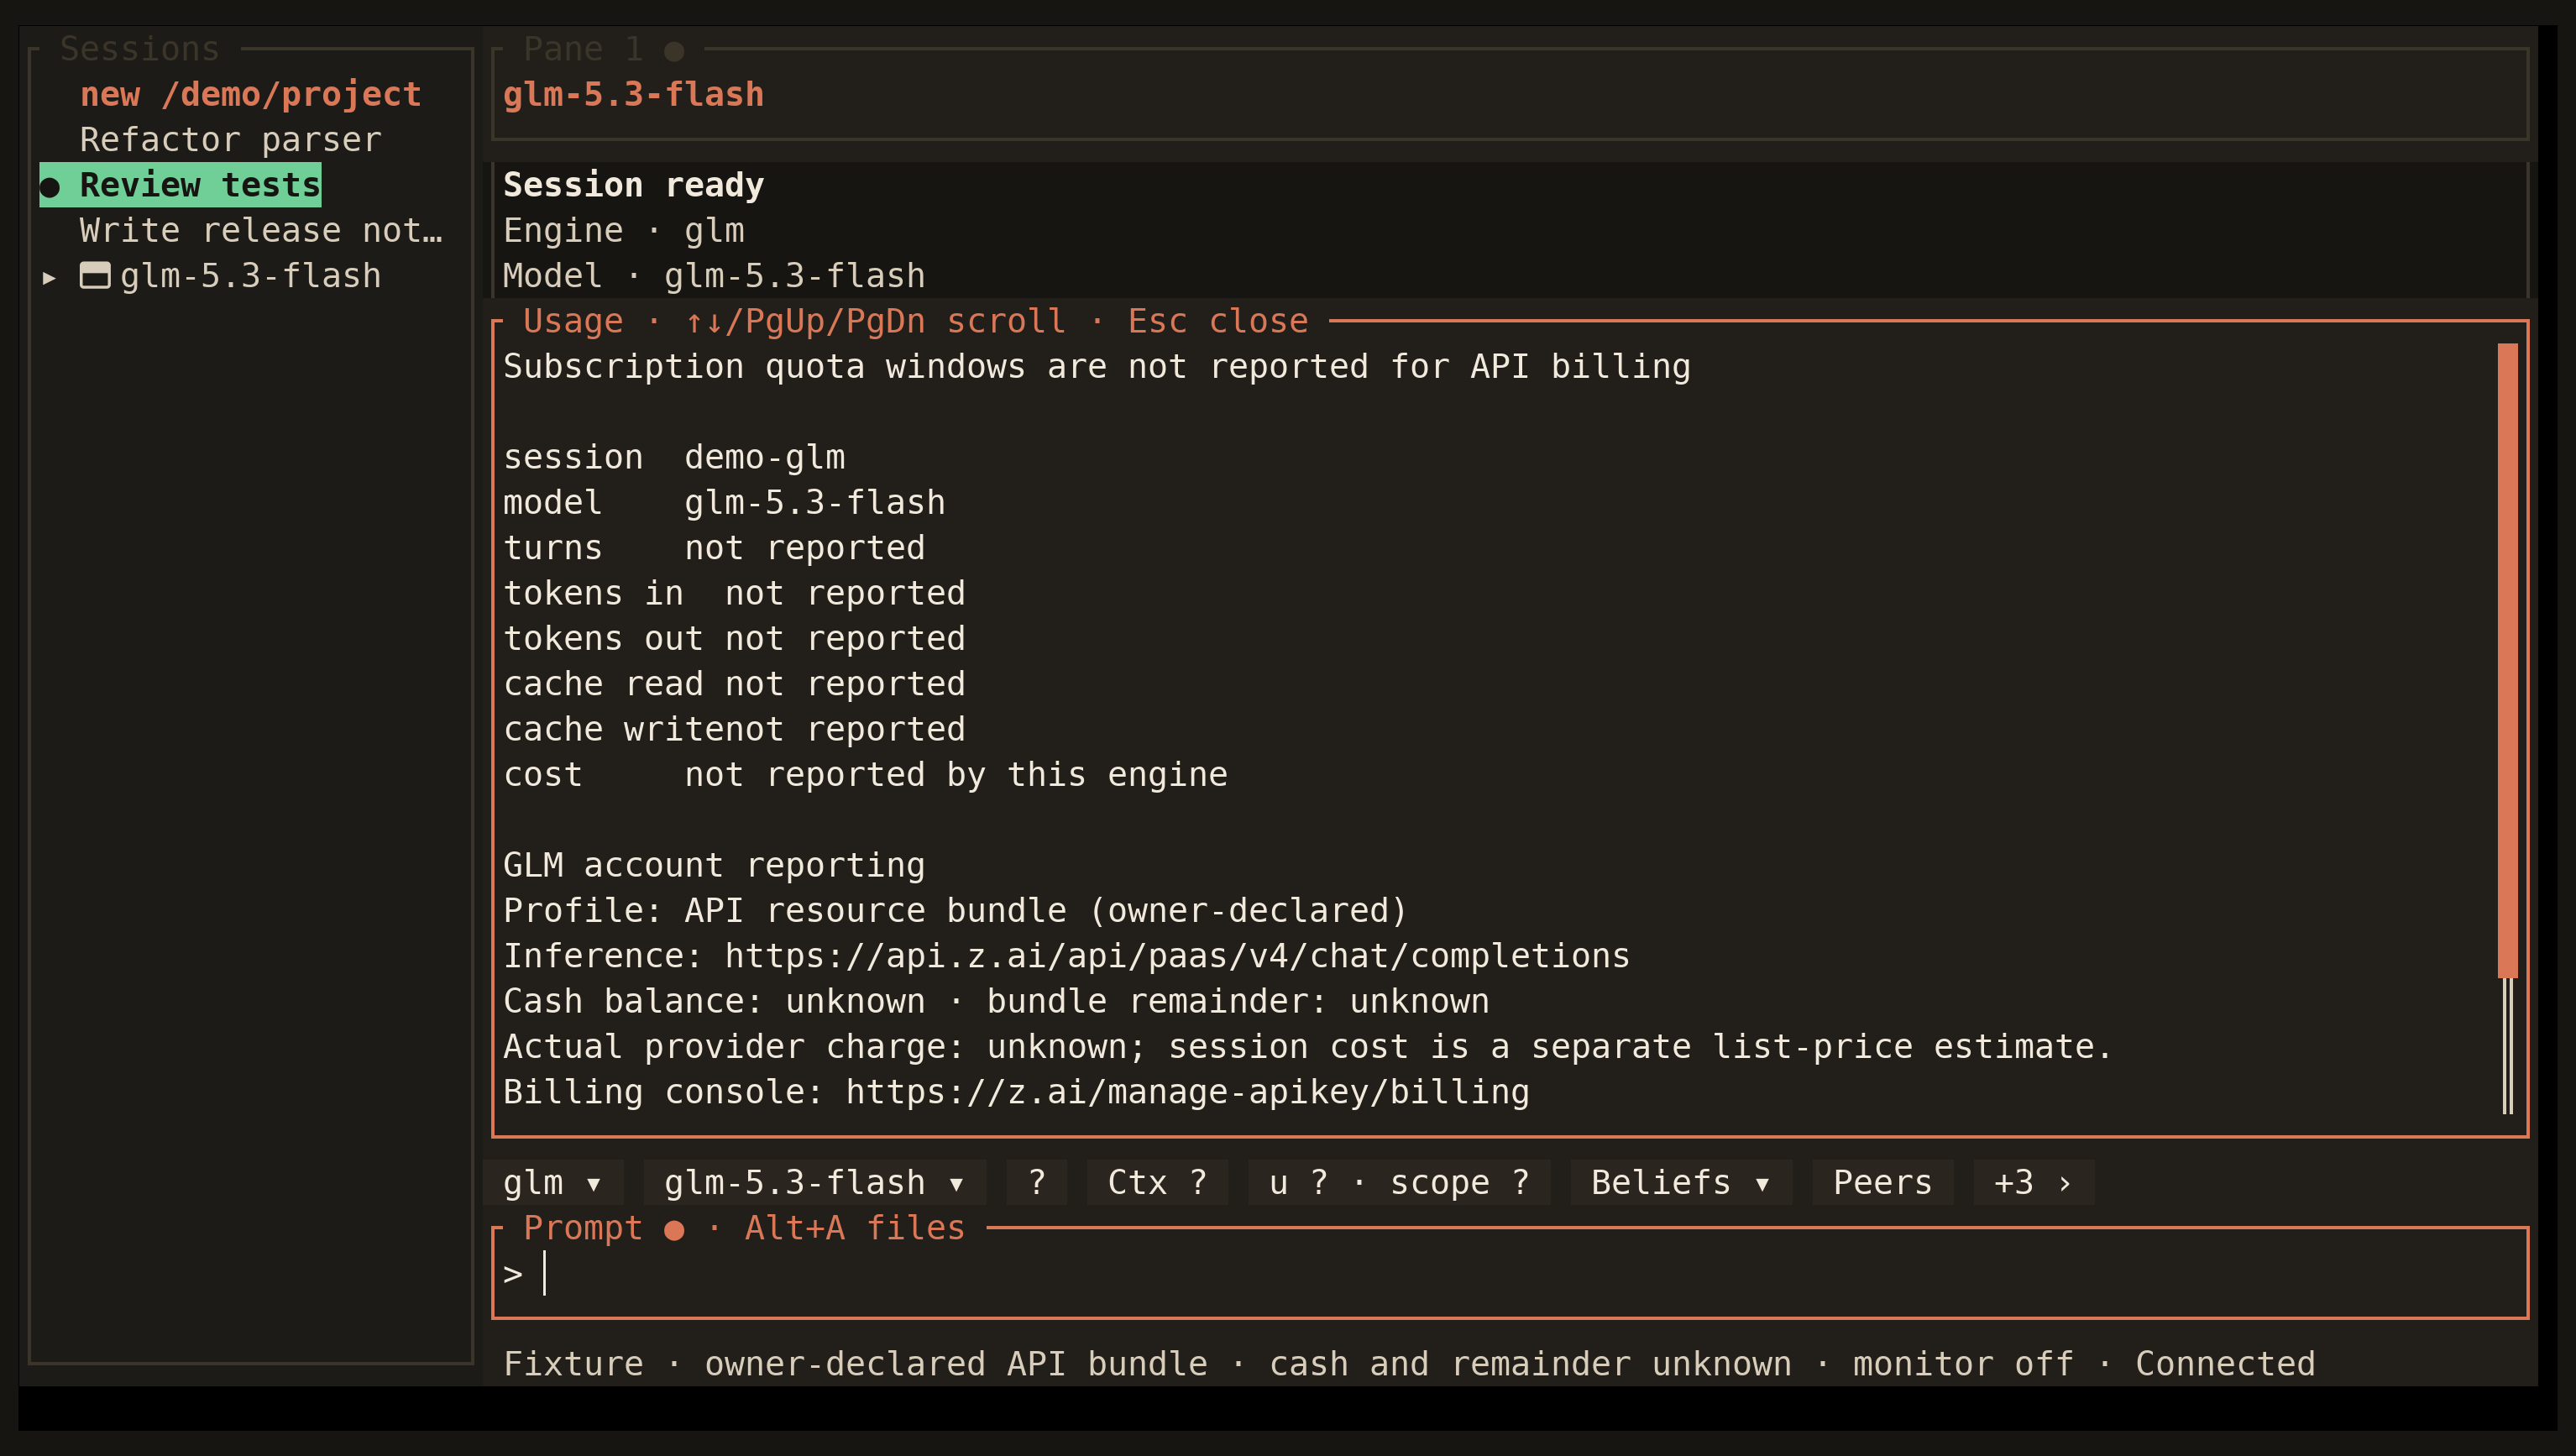 Sessions
new /demo/project
Refactor parser
● Review tests
Write release not…
▸ glm-5.3-flash
Pane 1 ●
glm-5.3-flash
Session ready
Engine · glm
Model · glm-5.3-flash
Usage · ↑↓/PgUp/PgDn scroll · Esc close
Subscription quota windows are not reported for API billing
session  demo-glm
model    glm-5.3-flash
turns    not reported
tokens in  not reported
tokens out not reported
cache read not reported
cache writenot reported
cost     not reported by this engine
GLM account reporting
Profile: API resource bundle (owner-declared)
Inference: https://api.z.ai/api/paas/v4/chat/completions
Cash balance: unknown · bundle remainder: unknown
Actual provider charge: unknown; session cost is a separate list-price estimate.
Billing console: https://z.ai/manage-apikey/billing
glm ▾  glm-5.3-flash ▾  ?  Ctx ?  u ? · scope ?  Beliefs ▾  Peers  +3 ›
Prompt ● · Alt+A files
>
Fixture · owner-declared API bundle · cash and remainder unknown · monitor off · Connected